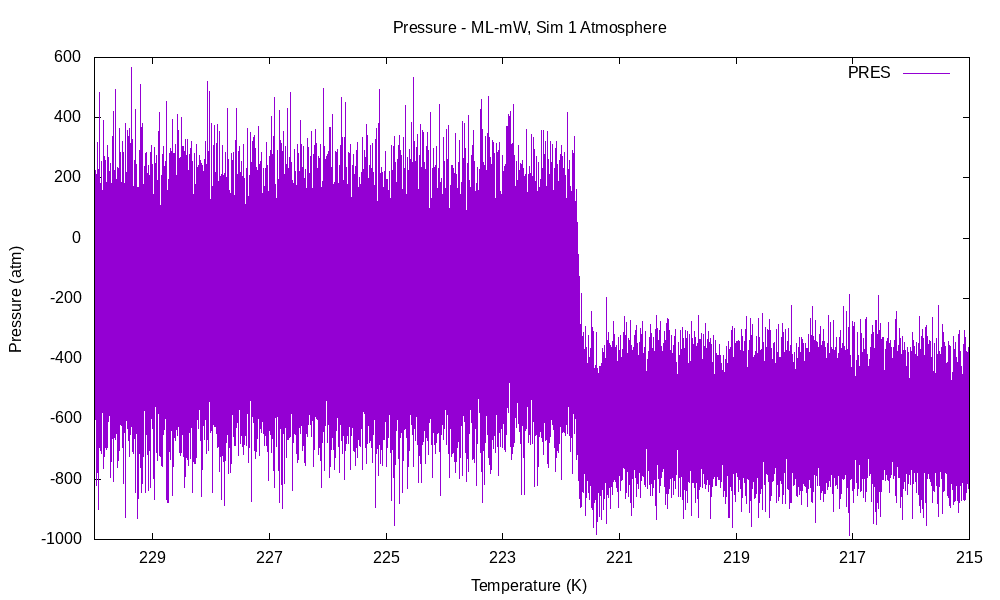 Pressure - ML-mW, Sim 1 Atmosphere
PRES
600
400
200
0
-200
-400
-600
-800
-1000
Pressure (atm)
229 227 225 223 221 219 217 215
Temperature (K)